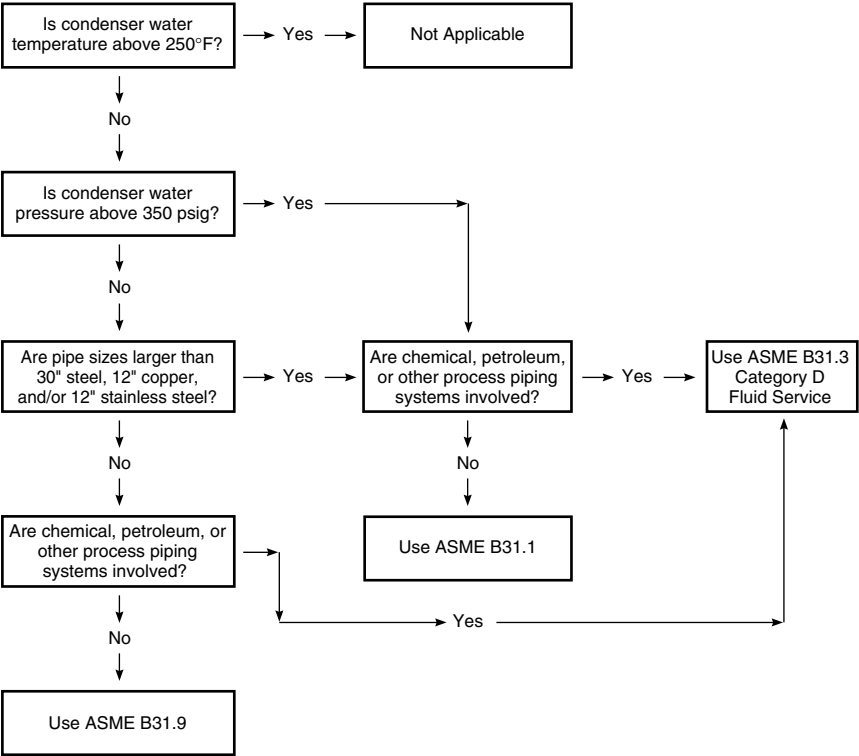 Is condenser water
temperature above 250°F?
Yes
Not Applicable
No
Is condenser water
pressure above 350 psig?
Yes
No
Are pipe sizes larger than
30" steel, 12" copper,
and/or 12" stainless steel?
Yes
Are chemical, petroleum,
or other process piping
systems involved?
Yes
Use ASME B31.3
Category D
Fluid Service
No
No
Are chemical, petroleum, or
other process piping
systems involved?
Use ASME B31.1
Yes
No
Use ASME B31.9